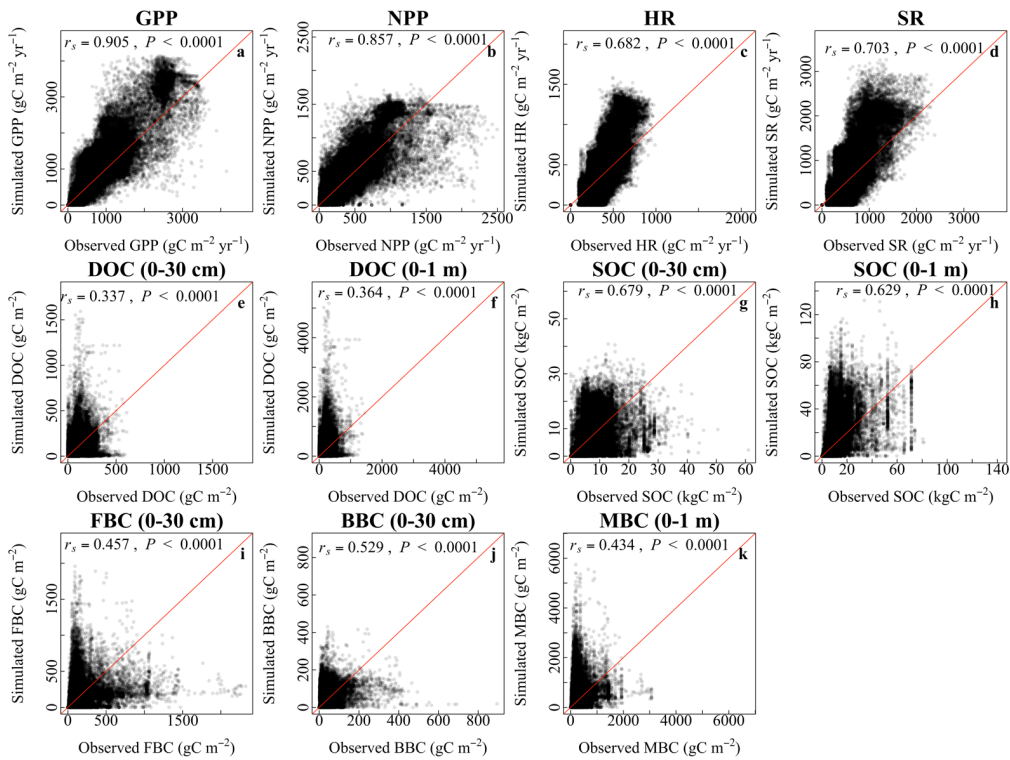 GPP
NPP
HR
SR
r_s = 0.905 , P < 0.0001
a
r_s = 0.857 , P < 0.0001
b
r_s = 0.682 , P < 0.0001
c
r_s = 0.703 , P < 0.0001
d
Simulated GPP (gC m⁻² yr⁻¹)
0 1000 3000
0 1000 3000
Observed GPP (gC m⁻² yr⁻¹)
Simulated NPP (gC m⁻² yr⁻¹)
0 500 1500 2500
0 500 1000 1500 2000 2500
Observed NPP (gC m⁻² yr⁻¹)
Simulated HR (gC m⁻² yr⁻¹)
0 500 1500
0 500 1000 2000
Observed HR (gC m⁻² yr⁻¹)
Simulated SR (gC m⁻² yr⁻¹)
0 1000 2000 3000
0 1000 2000 3000
Observed SR (gC m⁻² yr⁻¹)
DOC (0-30 cm)
DOC (0-1 m)
SOC (0-30 cm)
SOC (0-1 m)
r_s = 0.337 , P < 0.0001
e
r_s = 0.364 , P < 0.0001
f
r_s = 0.679 , P < 0.0001
g
r_s = 0.629 , P < 0.0001
h
Simulated DOC (gC m⁻²)
0 500 1000 1500
0 500 1000 1500
Observed DOC (gC m⁻²)
Simulated DOC (gC m⁻²)
0 2000 4000
0 2000 4000
Observed DOC (gC m⁻²)
Simulated SOC (kgC m⁻²)
0 10 30 50
0 10 20 30 40 50 60
Observed SOC (kgC m⁻²)
Simulated SOC (kgC m⁻²)
0 40 80 120
0 20 60 100 140
Observed SOC (kgC m⁻²)
FBC (0-30 cm)
BBC (0-30 cm)
MBC (0-1 m)
r_s = 0.457 , P < 0.0001
i
r_s = 0.529 , P < 0.0001
j
r_s = 0.434 , P < 0.0001
k
Simulated FBC (gC m⁻²)
0 500 1500
0 500 1500
Observed FBC (gC m⁻²)
Simulated BBC (gC m⁻²)
0 200 400 600 800
0 200 400 600 800
Observed BBC (gC m⁻²)
Simulated MBC (gC m⁻²)
0 2000 4000 6000 7000
0 2000 4000 6000
Observed MBC (gC m⁻²)